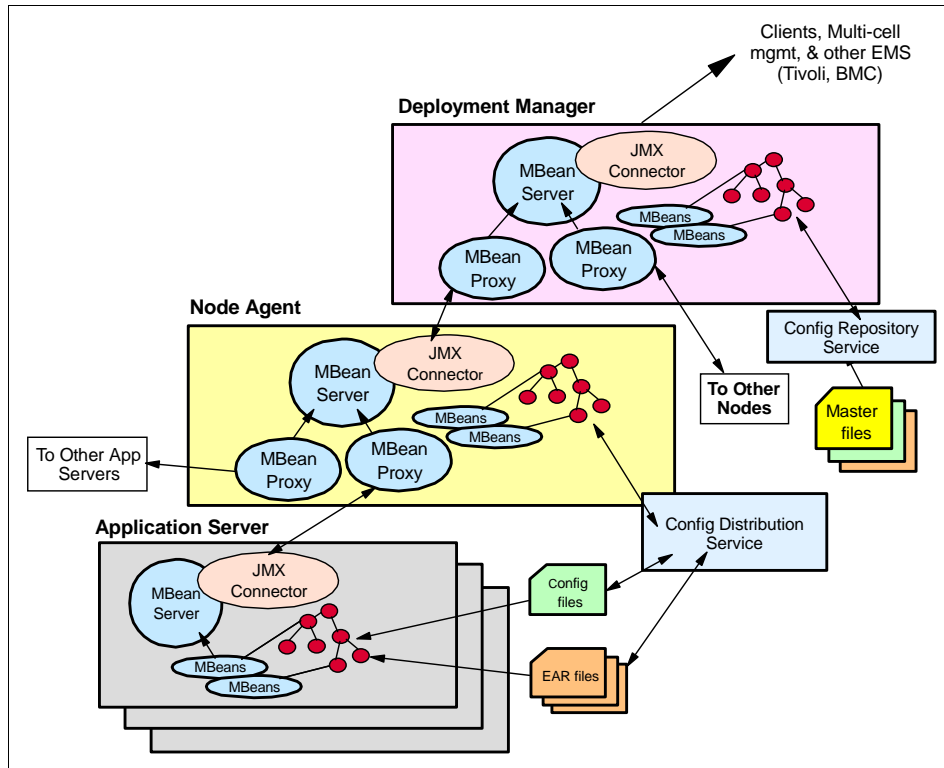 Clients, Multi-cell
mgmt, & other EMS
(Tivoli, BMC)
Deployment Manager
JMX
Connector
MBean
Server
MBeans
MBeans
MBean
Proxy
MBean
Proxy
Node Agent
Config Repository
Service
JMX
Connector
MBean
Server
To Other
Nodes
Master
files
MBeans
MBeans
To Other App
Servers
MBean
Proxy
MBean
Proxy
Application Server
Config Distribution
Service
JMX
Connector
MBean
Server
Config
files
MBeans
MBeans
EAR files